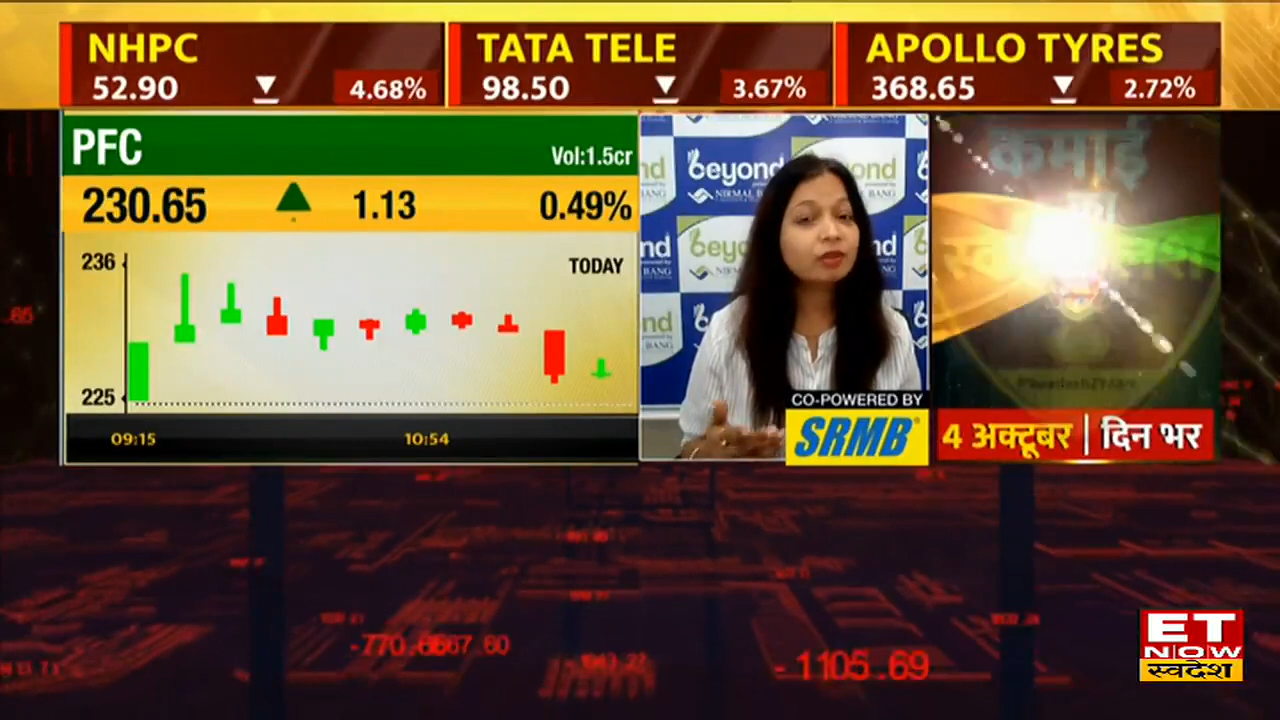 NHPC
52.90 ▼ 4.68%
TATA TELE
98.50 ▼ 3.67%
APOLLO TYRES
368.65 ▼ 2.72%
PFC
Vol:1.5cr
230.65 ▲ 1.13 0.49%
TODAY
236
225
09:15 10:54
beyond
NIRMAL BANG
CO-POWERED BY
SRMB
कमाई
4 अक्टूबर | दिन भर
-1105.69
ET
NOW
स्वदेश